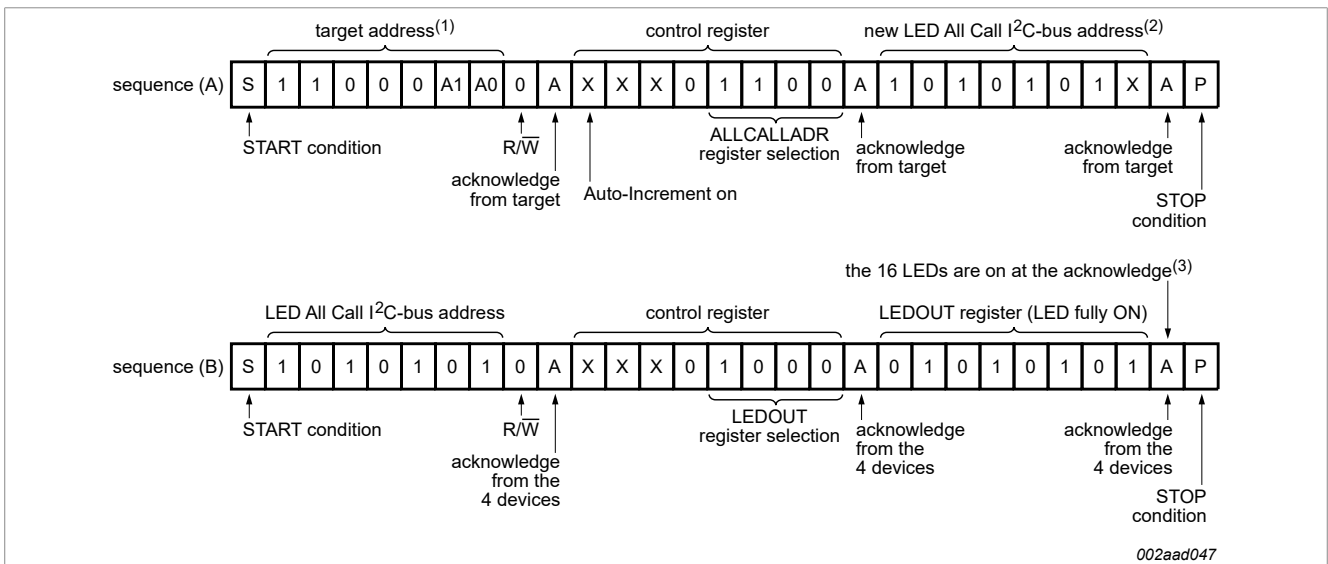 target address(1) control register new LED All Call I2C-bus address(2)
sequence (A) S 1 1 0 0 0 A1 A0 0 A X X X 0 1 1 0 0 A 1 0 1 0 1 0 1 X A P
START condition
R/W
acknowledge
from target
Auto-Increment on
ALLCALLADR
register selection
acknowledge
from target
acknowledge
from target
STOP
condition
the 16 LEDs are on at the acknowledge(3)
LED All Call I2C-bus address control register LEDOUT register (LED fully ON)
sequence (B) S 1 0 1 0 1 0 1 0 A X X X 0 1 0 0 0 A 0 1 0 1 0 1 0 1 A P
START condition
R/W
acknowledge
from the
4 devices
LEDOUT
register selection
acknowledge
from the
4 devices
acknowledge
from the
4 devices
STOP
condition
002aad047